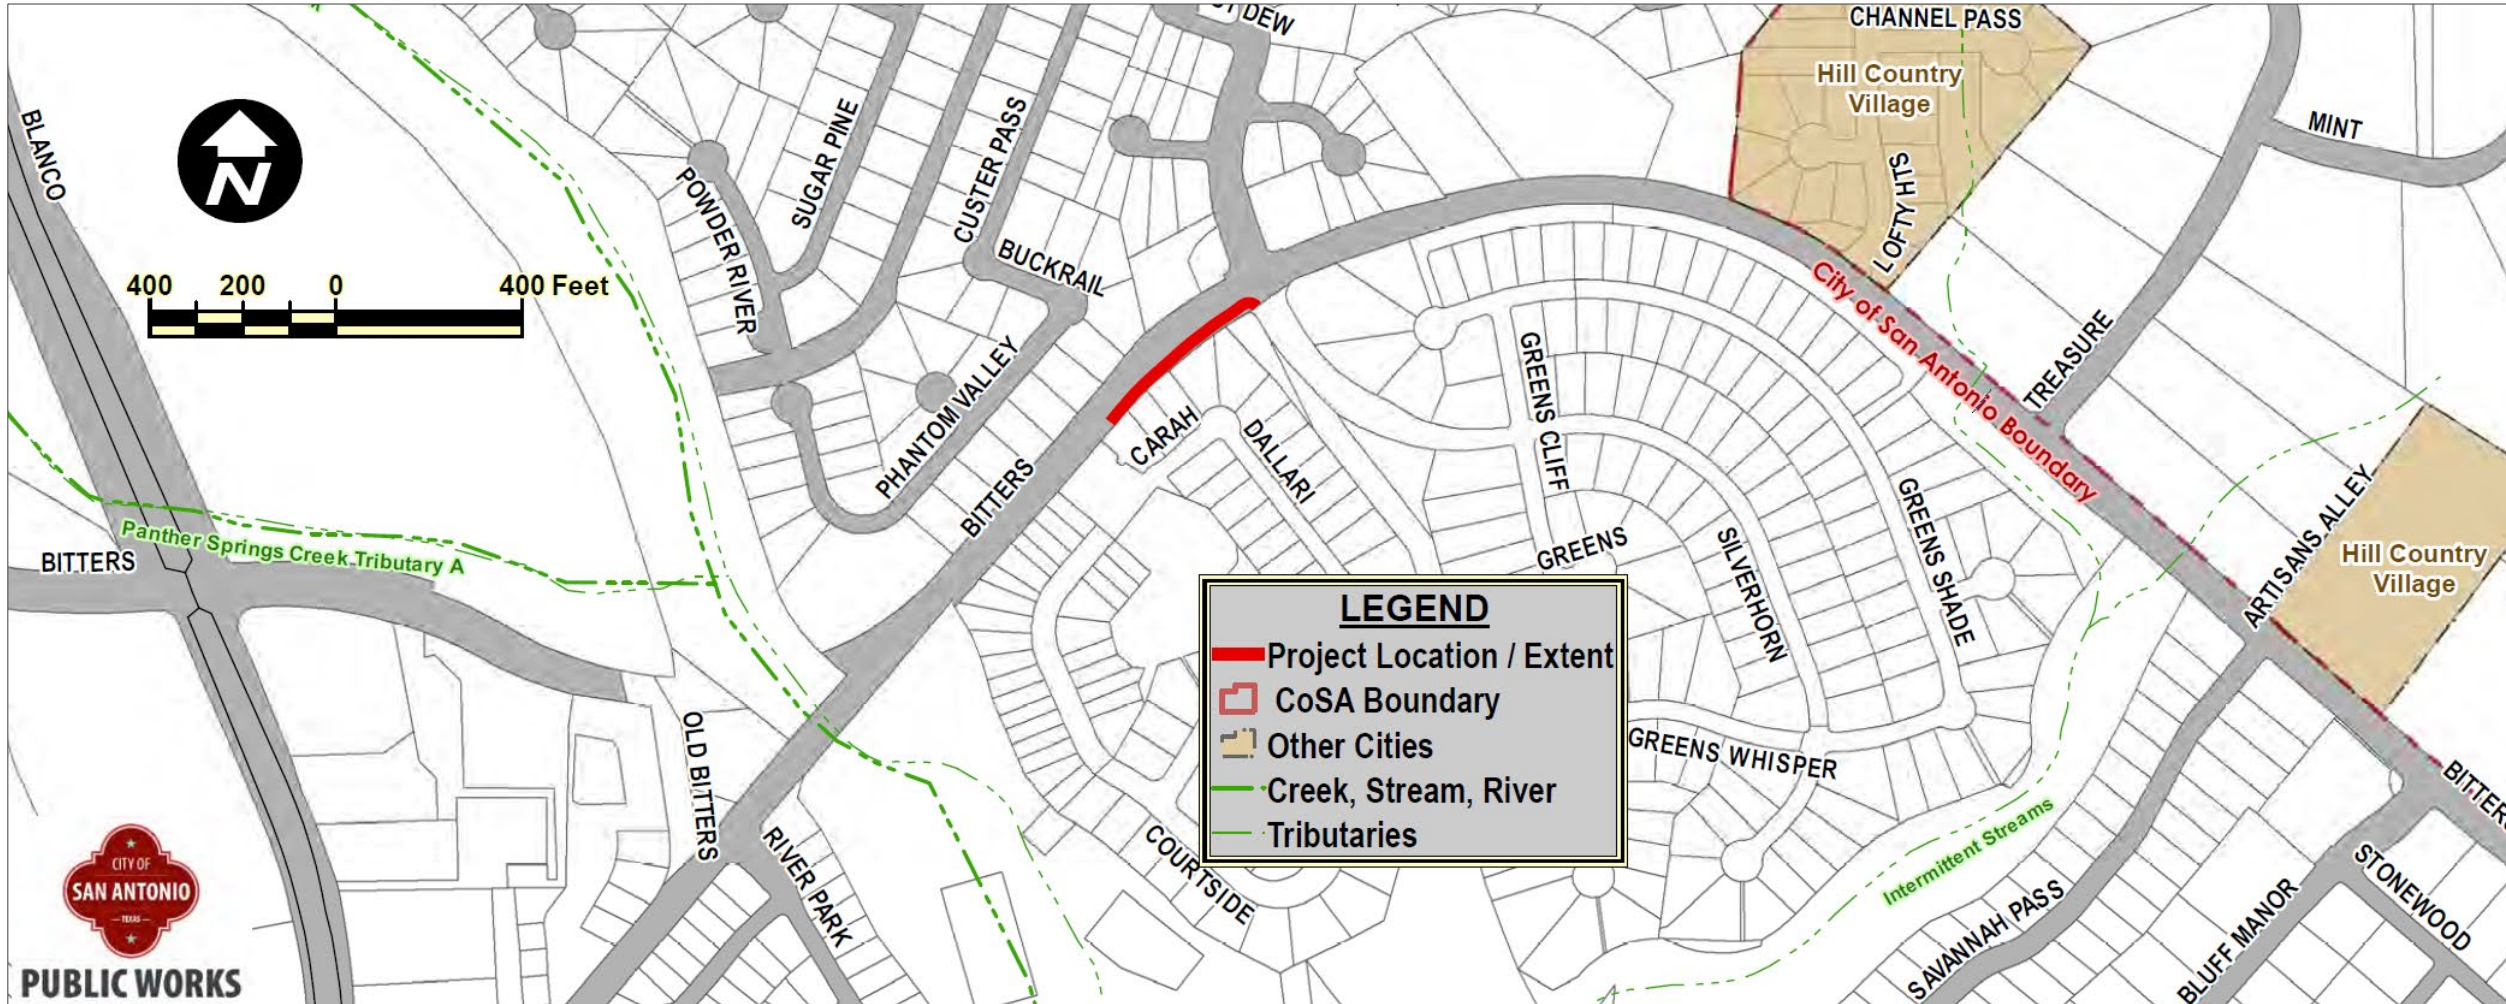 CHANNEL PASS
DEW
Hill Country
Village
BLANCO
MINT
SUGAR PINE
CUSTER PASS
POWDER RIVER
LOFTY HTS
N
BUCKRAIL
400 200 0 400 Feet
City of San Antonio Boundary
TREASURE
PHANTOM VALLEY
GREENS CLIFF
CARAH
DALLARI
BITTERS
GREENS SHADE
ARTISANS ALLEY
Panther Springs Creek Tributary A
BITTERS
GREENS
SILVERHORN
Hill Country
Village
LEGEND
Project Location / Extent
CoSA Boundary
Other Cities
Creek, Stream, River
Tributaries
OLD BITTERS
GREENS WHISPER
BITTERS
RIVER PARK
COURTSIDE
Intermittent Streams
STONEWOOD
SAVANNAH PASS
BLUFF MANOR
CITY OF
SAN ANTONIO
TEXAS
PUBLIC WORKS